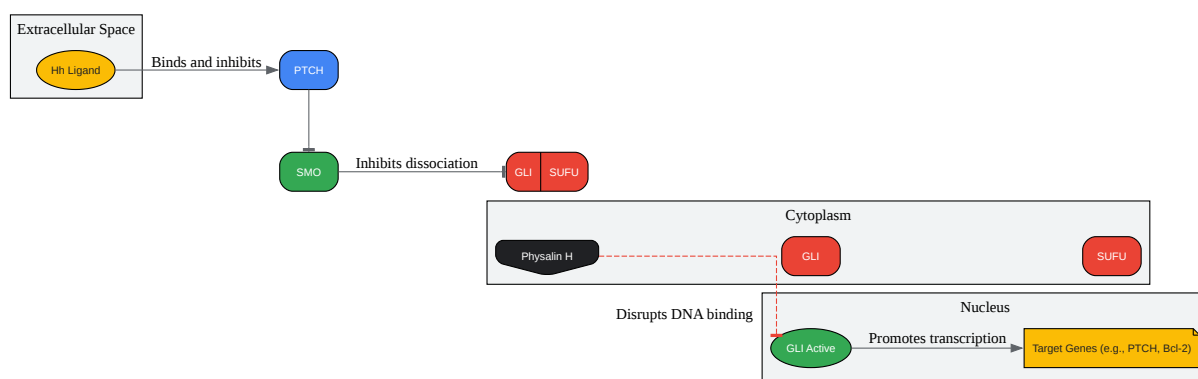 Extracellular Space
Hh Ligand
Binds and inhibits
PTCH
SMO
Inhibits dissociation
GLI
SUFU
Cytoplasm
Physalin H
GLI
SUFU
Disrupts DNA binding
Nucleus
GLI Active
Promotes transcription
Target Genes (e.g., PTCH, Bcl-2)